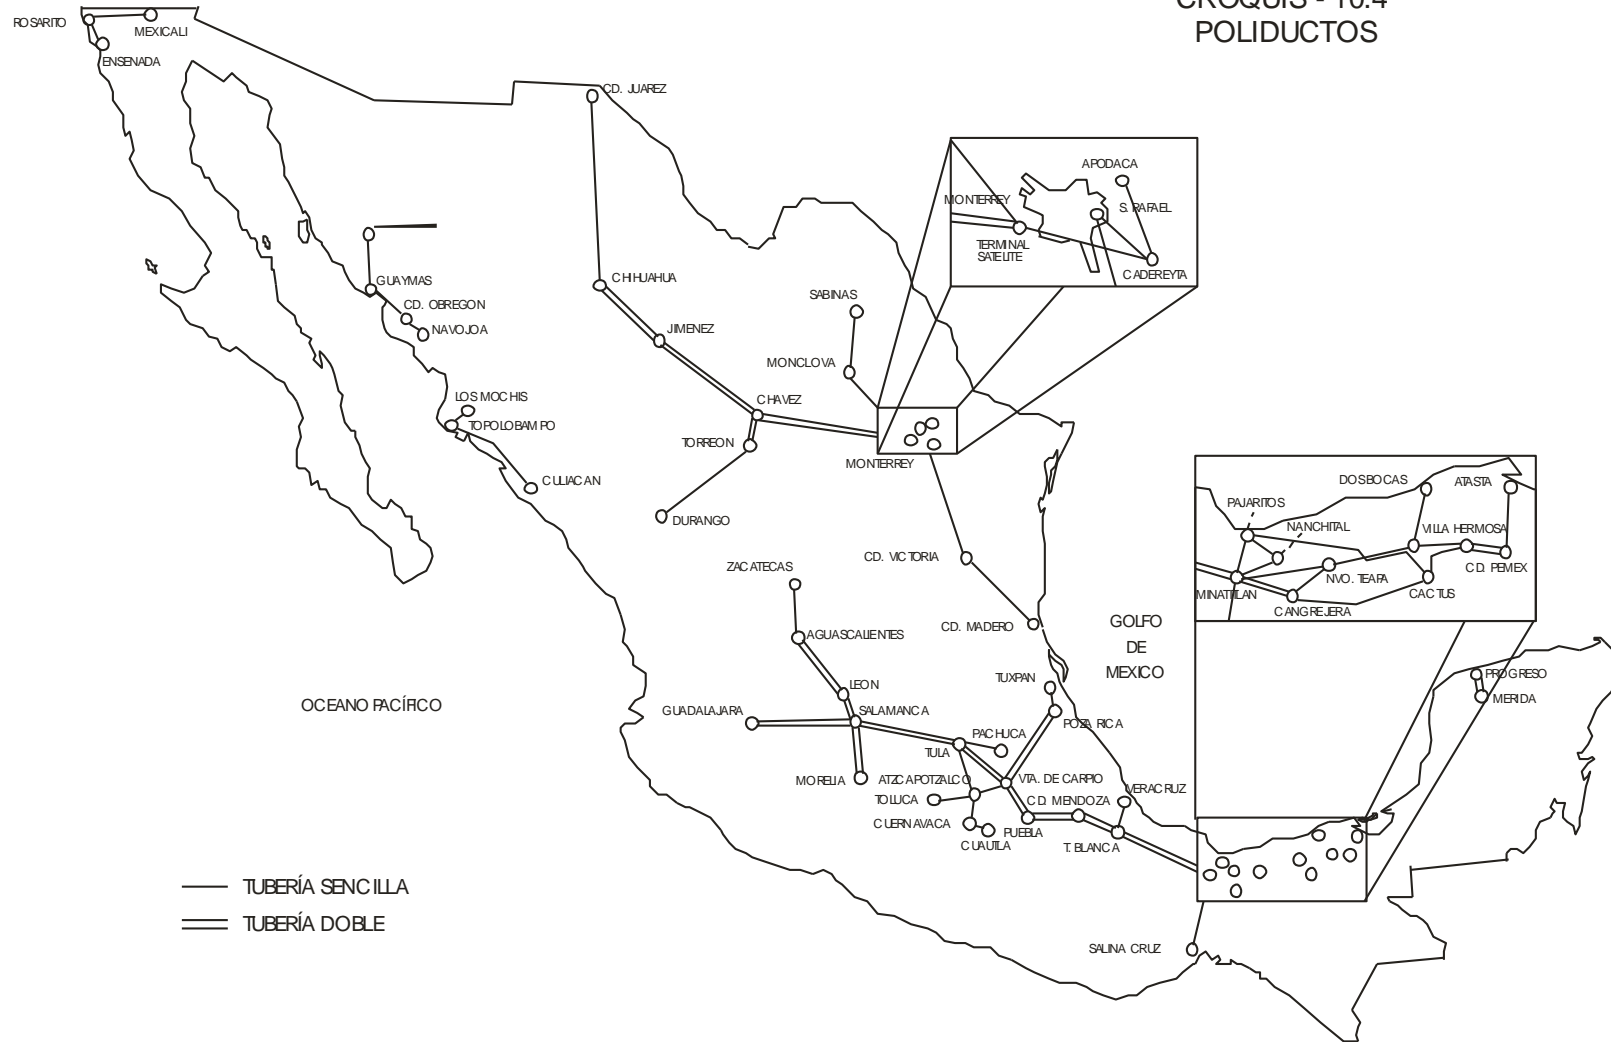 CROQUIS - 10.4
POLIDUCTOS
ROSARITO
MEXICALI
ENSENADA
CD. JUAREZ
APODACA
MONTERREY
S. RAFAEL
TERMINAL
SATELITE
CADEREYTA
CHIHUAHUA
GUAYMAS
SABINAS
CD. OBREGON
NAVOJOA
JIMENEZ
MONCLOVA
LOS MOCHIS
CHAVEZ
TOPOLOBAMPO
TORREON
MONTERREY
CULIACAN
DURANGO
DOSBOCAS
ATASTA
PAJARITOS
NANCHITAL
VILLA HERMOSA
CD. PEMEX
NVO. TEAPA
MINATITLAN
CACTUS
CANGREJERA
CD. VICTORIA
ZACATECAS
CD. MADERO
GOLFO
DE
MEXICO
AGUASCALIENTES
TUXPAN
PROGRESO
MERIDA
LEON
OCEANO PACÍFICO
GUADALAJARA
SALAMANCA
POZA RICA
PACHUCA
TULA
MORELIA
ATZCAPOTZALCO
VTA. DE CARPIO
VERACRUZ
TOLUCA
CD. MENDOZA
CUERNAVACA
PUEBLA
CUAUTLA
T. BLANCA
TUBERÍA SENCILLA
TUBERÍA DOBLE
SALINA CRUZ